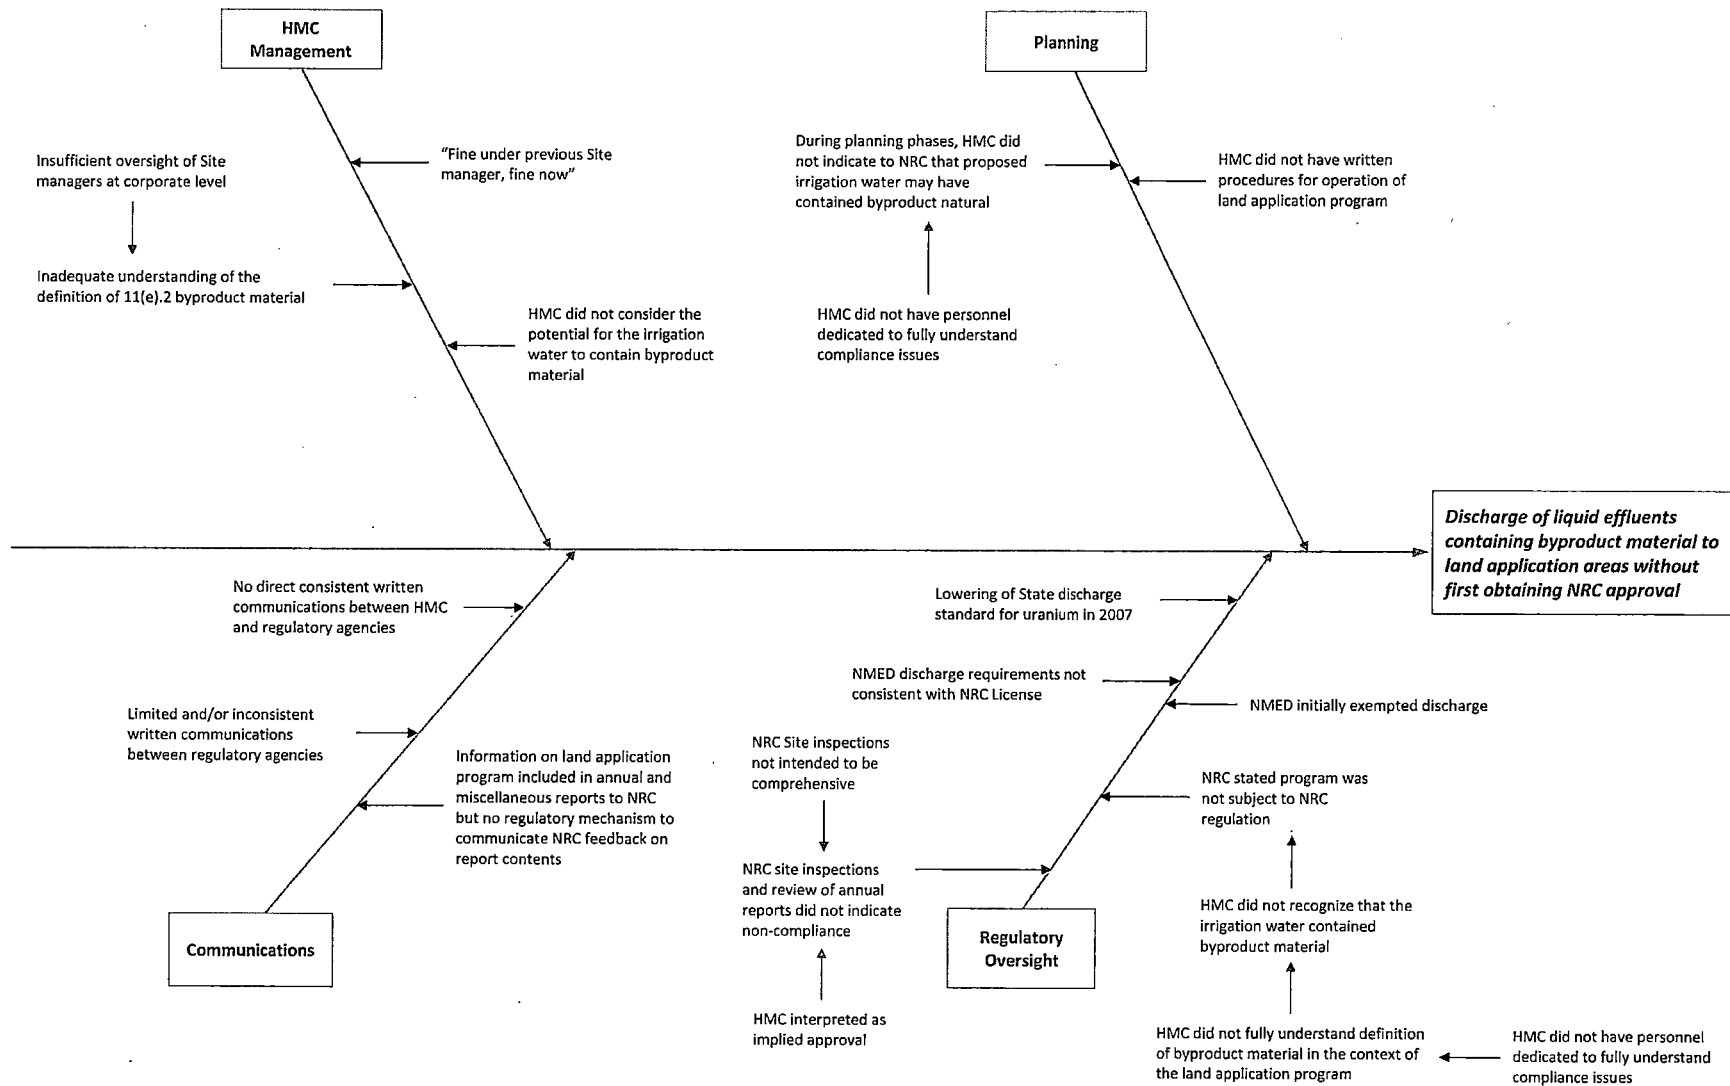 HMC
Management
Planning
Insufficient oversight of Site
managers at corporate level
"Fine under previous Site
manager, fine now"
Inadequate understanding of the
definition of 11(e).2 byproduct material
HMC did not consider the
potential for the irrigation
water to contain byproduct
material
During planning phases, HMC did
not indicate to NRC that proposed
irrigation water may have
contained byproduct natural
HMC did not have written
procedures for operation of
land application program
HMC did not have personnel
dedicated to fully understand
compliance issues
Discharge of liquid effluents
containing byproduct material to
land application areas without
first obtaining NRC approval
No direct consistent written
communications between HMC
and regulatory agencies
Limited and/or inconsistent
written communications
between regulatory agencies
Information on land application
program included in annual and
miscellaneous reports to NRC
but no regulatory mechanism to
communicate NRC feedback on
report contents
Communications
Lowering of State discharge
standard for uranium in 2007
NMED discharge requirements not
consistent with NRC License
NMED initially exempted discharge
NRC Site inspections
not intended to be
comprehensive
NRC stated program was
not subject to NRC
regulation
NRC site inspections
and review of annual
reports did not indicate
non-compliance
HMC did not recognize that the
irrigation water contained
byproduct material
Regulatory
Oversight
HMC interpreted as
implied approval
HMC did not fully understand definition
of byproduct material in the context of
the land application program
HMC did not have personnel
dedicated to fully understand
compliance issues